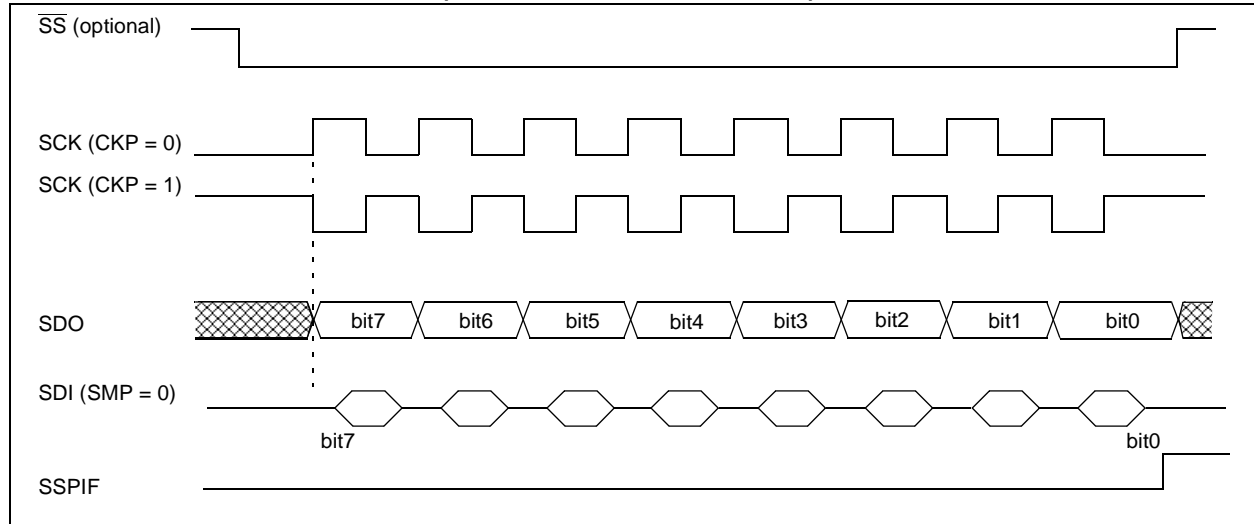 SS (optional)
SCK (CKP = 0)
SCK (CKP = 1)
SDO bit7 bit6 bit5 bit4 bit3 bit2 bit1 bit0
SDI (SMP = 0)
bit7 bit0
SSPIF